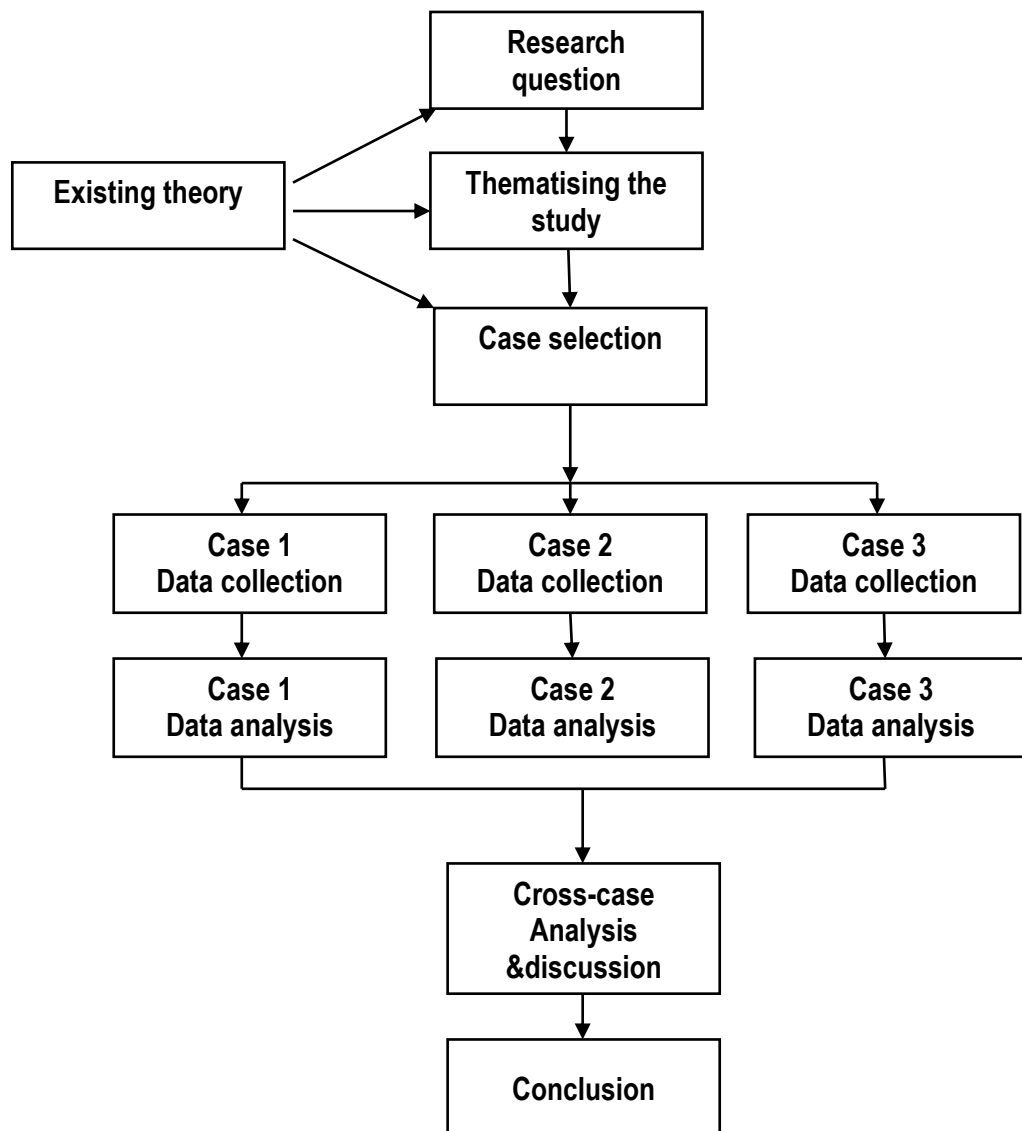 Research
question
Existing theory
Thematising the
study
Case selection
Case 1
Data collection
Case 2
Data collection
Case 3
Data collection
Case 1
Data analysis
Case 2
Data analysis
Case 3
Data analysis
Cross-case
Analysis
&discussion
Conclusion